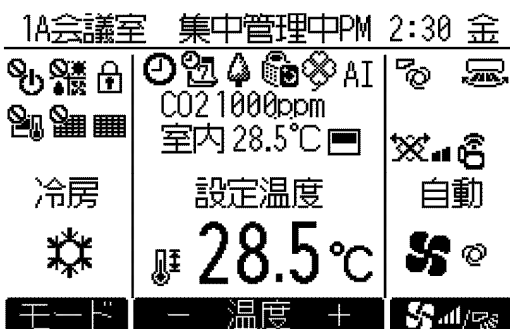 1A会議室 集中管理中PM 2:30 金
AI
CO2 1000ppm
室内 28.5℃
冷房 設定温度 自動
28.5℃
モード － 温度 ＋